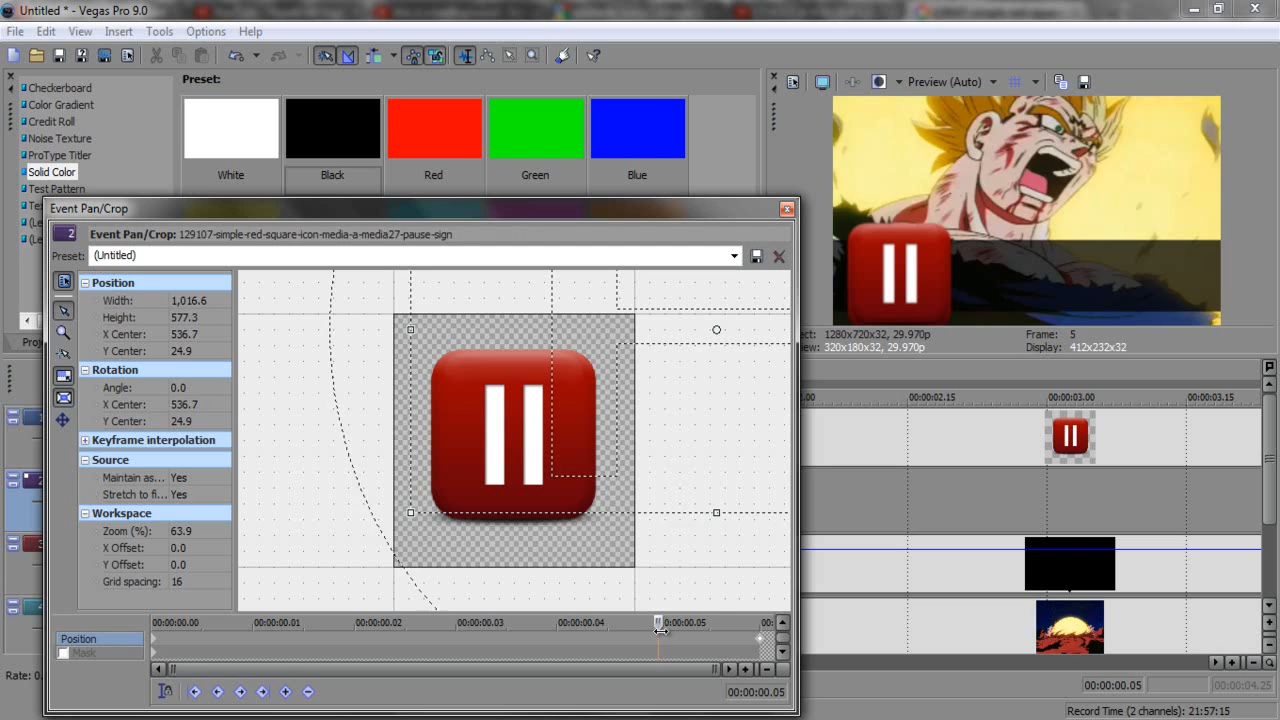 Untitled * - Vegas Pro 9.0
File Edit View Insert Tools Options Help
Checkerboard
Color Gradient
Credit Roll
Noise Texture
ProType Titler
Solid Color
Test Pattern
(Le
(Le
Preset:
White Black Red Green Blue
Preview (Auto)
Event Pan/Crop
2 Event Pan/Crop: 129107-simple-red-square-icon-media-a-media27-pause-sign
Preset: (Untitled)
Position
Width: 1,016.6
Height: 577.3
X Center: 536.7
Y Center: 24.9
Rotation
Angle: 0.0
X Center: 536.7
Y Center: 24.9
Keyframe interpolation
Source
Maintain as... Yes
Stretch to fi... Yes
Workspace
Zoom (%): 63.9
X Offset: 0.0
Y Offset: 0.0
Grid spacing: 16
00:00:00.00 00:00:00.01 00:00:00.02 00:00:00.03 00:00:00.04 00:00:00.05 00:
Position
Mask
00:00:00.05
ect: 1280x720x32, 29.970p Frame: 5
ew: 320x180x32, 29.970p Display: 412x232x32
Proj
2.00 00:00:02.15 00:00:03.00 00:00:03.15
Rate: 0.
00:00:00.05 00:00:04.25
Record Time (2 channels): 21:57:15